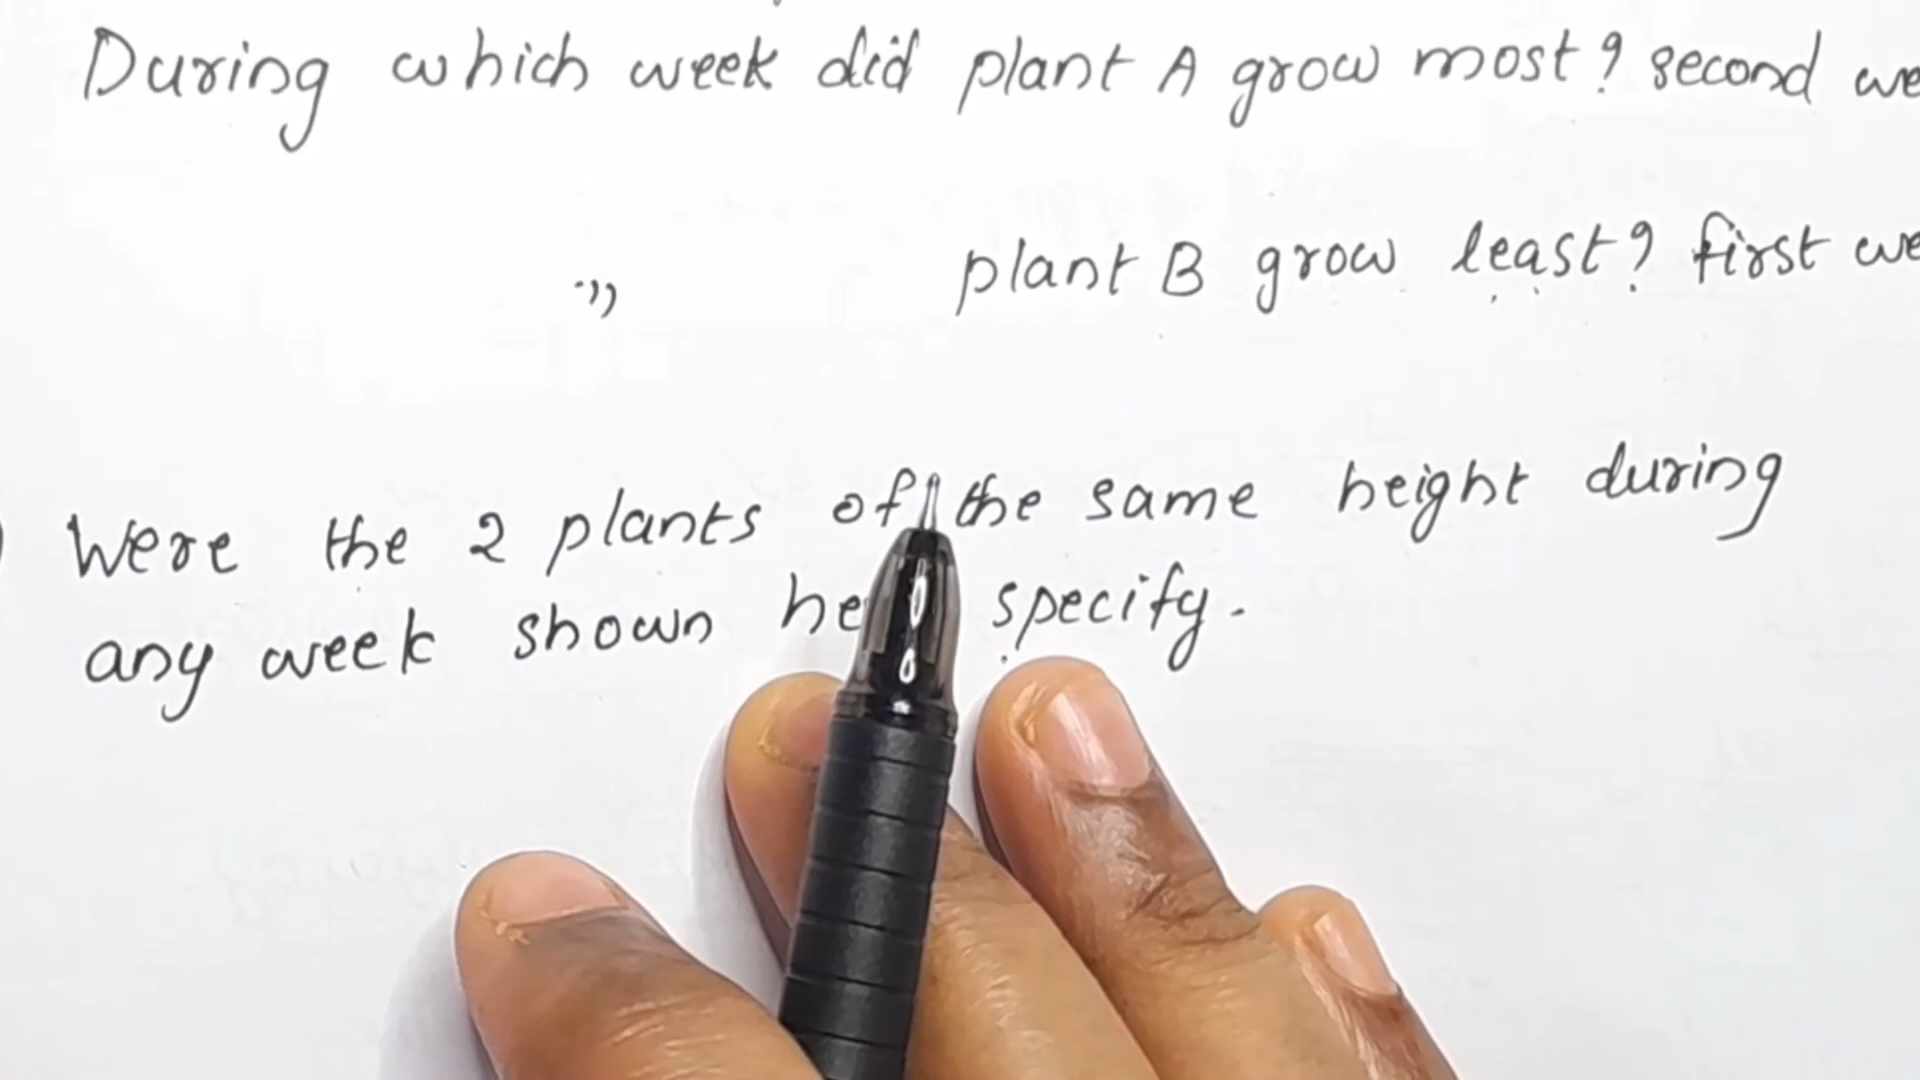 During which week did plant A grow most? second we
" plant B grow least? first we
) Were the 2 plants of the same height during
any week shown he specify.